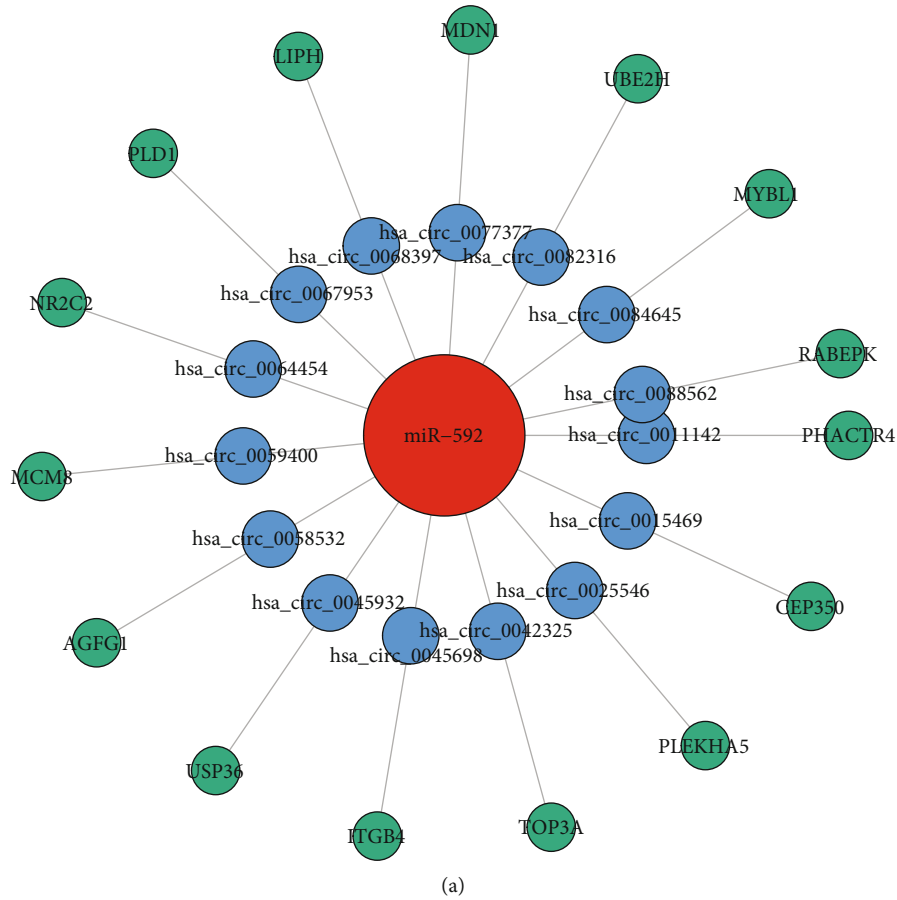 MDN1
LIPH
UBE2H
PLD1
MYBL1
hsa_circ_0077377
hsa_circ_0068397
hsa_circ_0082316
hsa_circ_0067953
NR2C2
hsa_circ_0084645
RABEPK
hsa_circ_0064454
hsa_circ_0088562
miR−592
hsa_circ_0011142
PHACTR4
hsa_circ_0059400
MCM8
hsa_circ_0015469
hsa_circ_0058532
hsa_circ_0025546
hsa_circ_0045932
CEP350
hsa_circ_0042325
AGFG1
hsa_circ_0045698
PLEKHA5
USP36
TOP3A
ITGB4
(a)